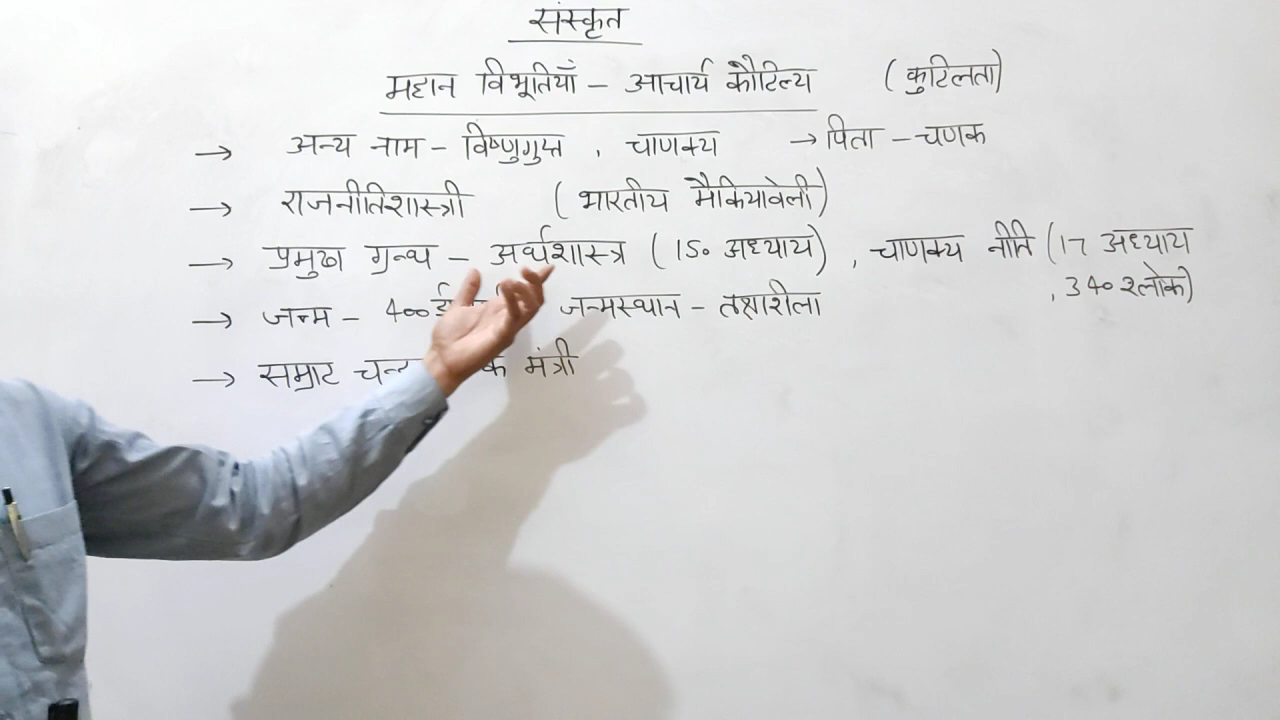 संस्कृत
महान विभूतियाँ - आचार्य कौटिल्य (कुटिलता)
→ अन्य नाम - विष्णुगुप्त , चाणक्य → पिता - चणक
→ राजनीतिशास्त्री (भारतीय मैकियावेली)
→ प्रमुख ग्रन्थ - अर्थशास्त्र (15० अध्याय) , चाणक्य नीति (17 अध्याय
, 34० श्लोक)
→ जन्म - 4०० जन्मस्थान - तक्षशिला
→ सम्राट मंत्री